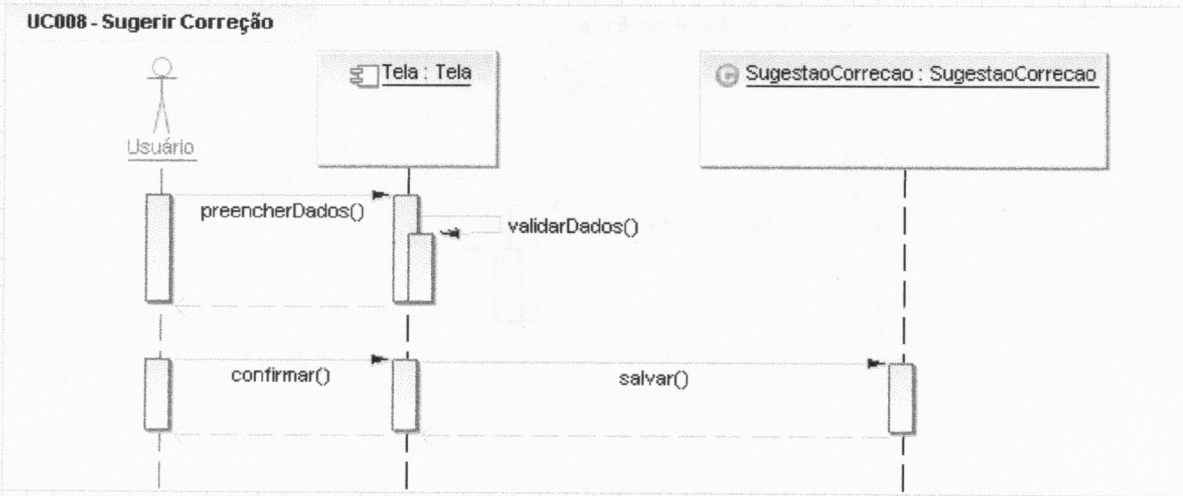 UC008 - Sugerir Correção
Tela : Tela
SugestaoCorrecao : SugestaoCorrecao
Usuário
preencherDados()
validarDados()
confirmar()
salvar()